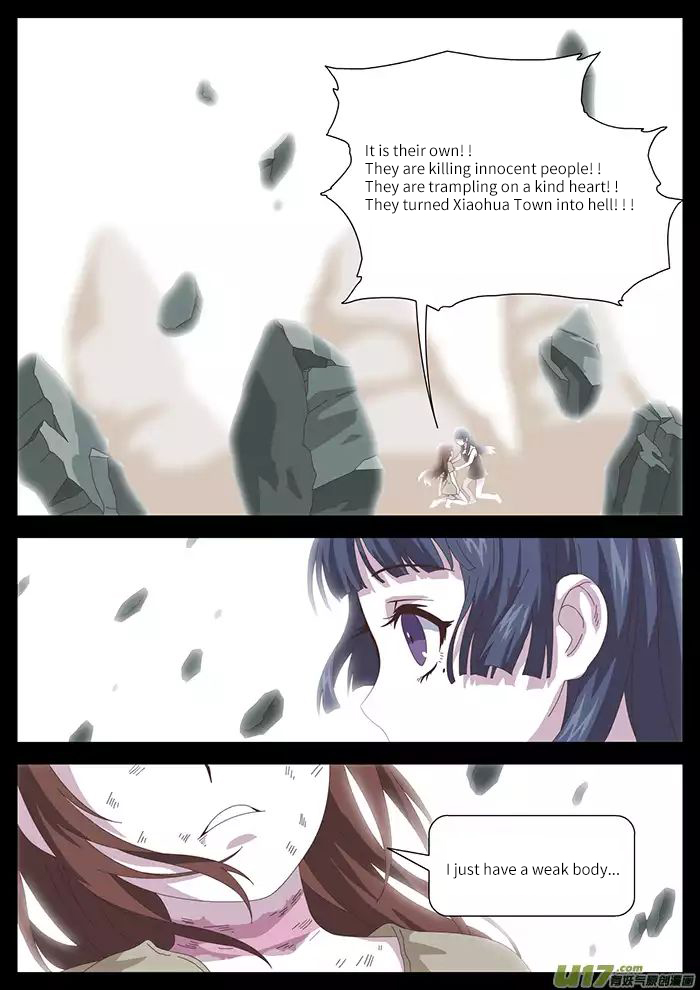 It is their own! !
They are killing innocent people! !
They are trampling on a kind heart! !
They turned Xiaohua Town into hell! ! !
I just have a weak body...
U17.com
有妖气原创漫画